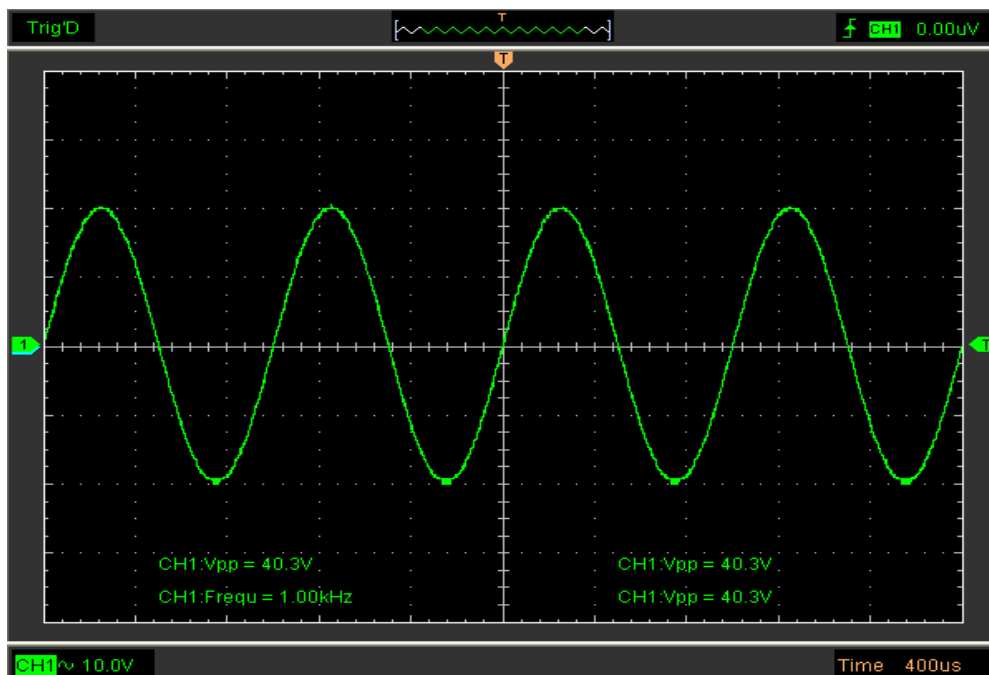 Trig'D
T
CH1 0.00uV
T
1
T
CH1:Vpp = 40.3V
CH1:Vpp = 40.3V
CH1:Frequ = 1.00kHz
CH1:Vpp = 40.3V
CH1∿ 10.0V
Time 400us